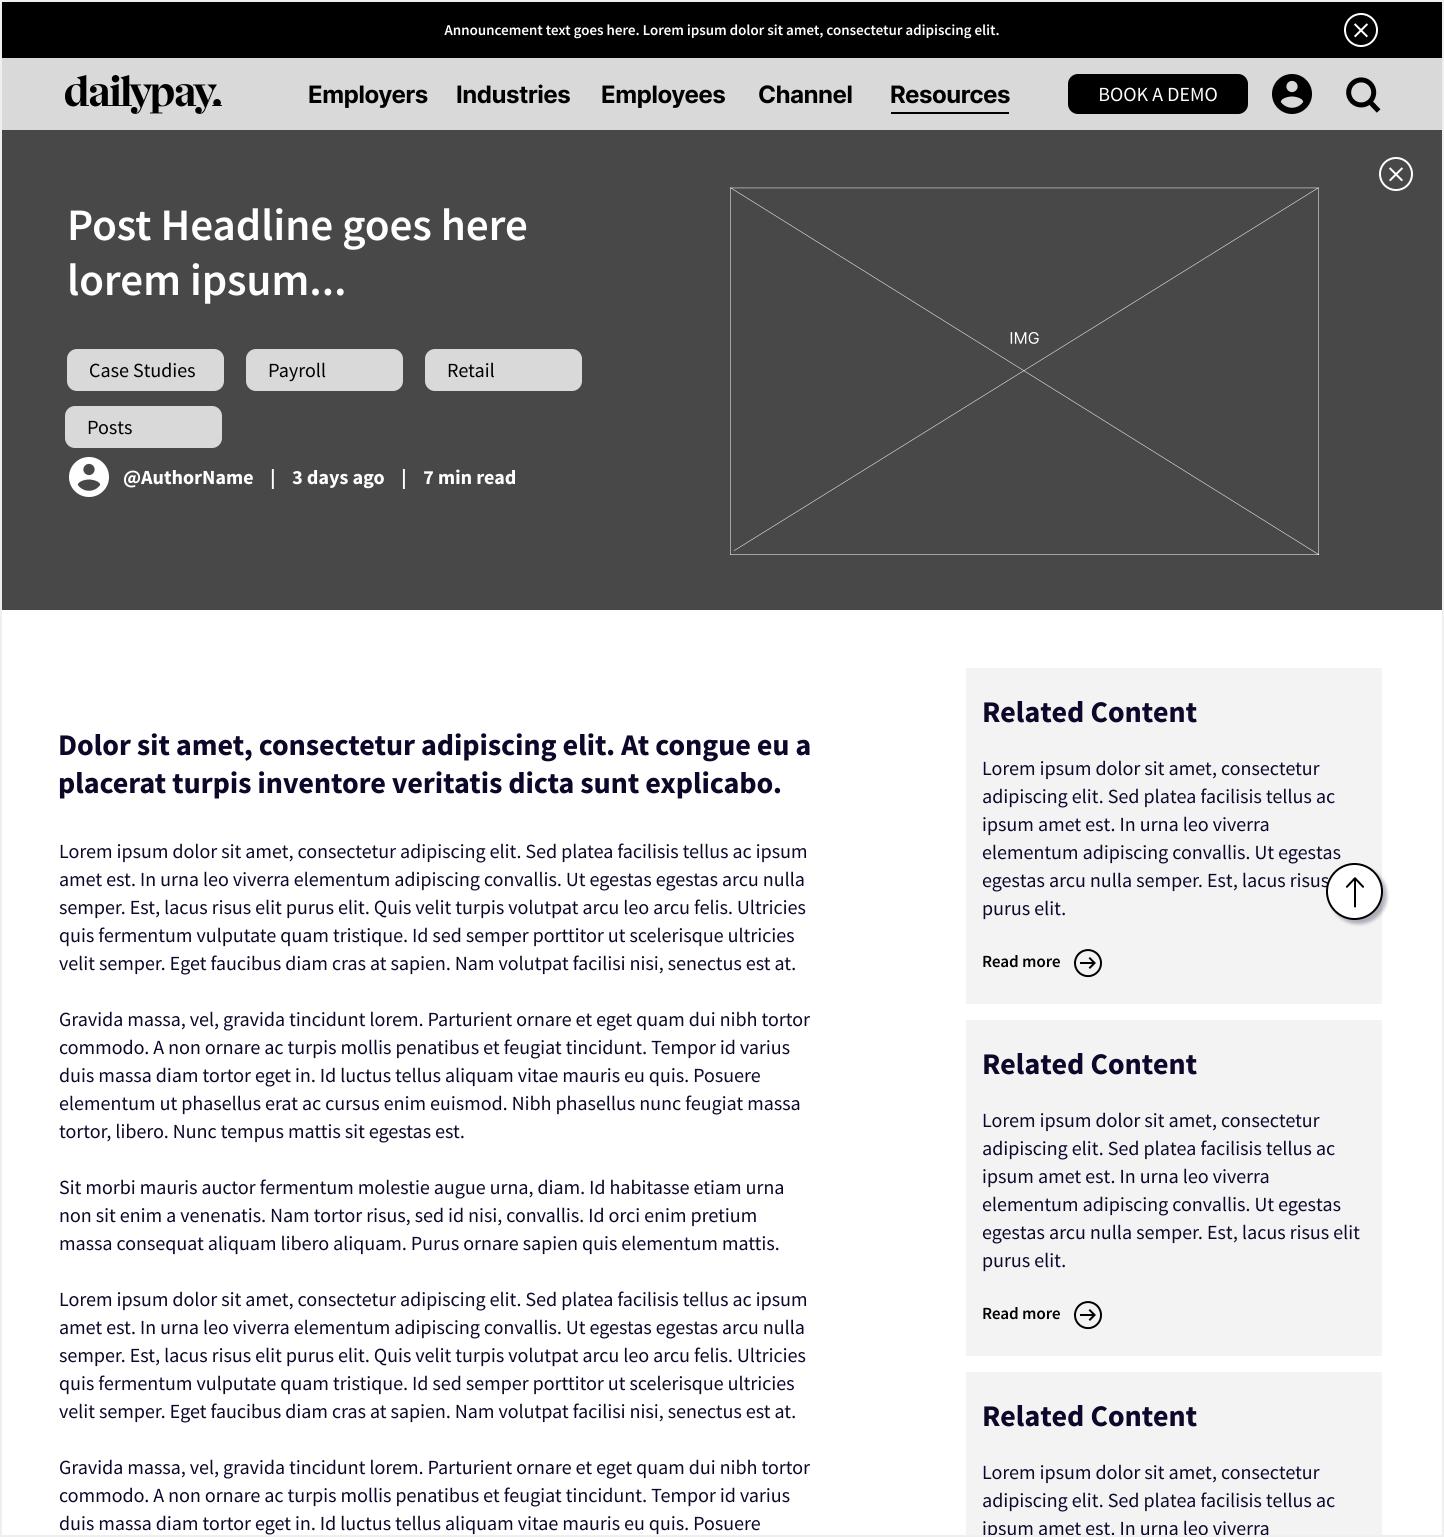 Announcement text goes here. Lorem ipsum dolor sit amet, consectetur adipiscing elit.
dailypay.
Employers
Industries
Employees
Channel
Resources
BOOK A DEMO
Post Headline goes here
lorem ipsum...
Case Studies
Payroll
Retail
Posts
@AuthorName | 3 days ago | 7 min read
IMG
Dolor sit amet, consectetur adipiscing elit. At congue eu a
placerat turpis inventore veritatis dicta sunt explicabo.
Lorem ipsum dolor sit amet, consectetur adipiscing elit. Sed platea facilisis tellus ac ipsum
amet est. In urna leo viverra elementum adipiscing convallis. Ut egestas egestas arcu nulla
semper. Est, lacus risus elit purus elit. Quis velit turpis volutpat arcu leo arcu felis. Ultricies
quis fermentum vulputate quam tristique. Id sed semper porttitor ut scelerisque ultricies
velit semper. Eget faucibus diam cras at sapien. Nam volutpat facilisi nisi, senectus est at.
Gravida massa, vel, gravida tincidunt lorem. Parturient ornare et eget quam dui nibh tortor
commodo. A non ornare ac turpis mollis penatibus et feugiat tincidunt. Tempor id varius
duis massa diam tortor eget in. Id luctus tellus aliquam vitae mauris eu quis. Posuere
elementum ut phasellus erat ac cursus enim euismod. Nibh phasellus nunc feugiat massa
tortor, libero. Nunc tempus mattis sit egestas est.
Sit morbi mauris auctor fermentum molestie augue urna, diam. Id habitasse etiam urna
non sit enim a venenatis. Nam tortor risus, sed id nisi, convallis. Id orci enim pretium
massa consequat aliquam libero aliquam. Purus ornare sapien quis elementum mattis.
Lorem ipsum dolor sit amet, consectetur adipiscing elit. Sed platea facilisis tellus ac ipsum
amet est. In urna leo viverra elementum adipiscing convallis. Ut egestas egestas arcu nulla
semper. Est, lacus risus elit purus elit. Quis velit turpis volutpat arcu leo arcu felis. Ultricies
quis fermentum vulputate quam tristique. Id sed semper porttitor ut scelerisque ultricies
velit semper. Eget faucibus diam cras at sapien. Nam volutpat facilisi nisi, senectus est at.
Gravida massa, vel, gravida tincidunt lorem. Parturient ornare et eget quam dui nibh tortor
commodo. A non ornare ac turpis mollis penatibus et feugiat tincidunt. Tempor id varius
duis massa diam tortor eget in. Id luctus tellus aliquam vitae mauris eu quis. Posuere
Related Content
Lorem ipsum dolor sit amet, consectetur
adipiscing elit. Sed platea facilisis tellus ac
ipsum amet est. In urna leo viverra
elementum adipiscing convallis. Ut egestas
egestas arcu nulla semper. Est, lacus risus
purus elit.
Read more
Related Content
Lorem ipsum dolor sit amet, consectetur
adipiscing elit. Sed platea facilisis tellus ac
ipsum amet est. In urna leo viverra
elementum adipiscing convallis. Ut egestas
egestas arcu nulla semper. Est, lacus risus elit
purus elit.
Read more
Related Content
Lorem ipsum dolor sit amet, consectetur
adipiscing elit. Sed platea facilisis tellus ac
ipsum amet est. In urna leo viverra